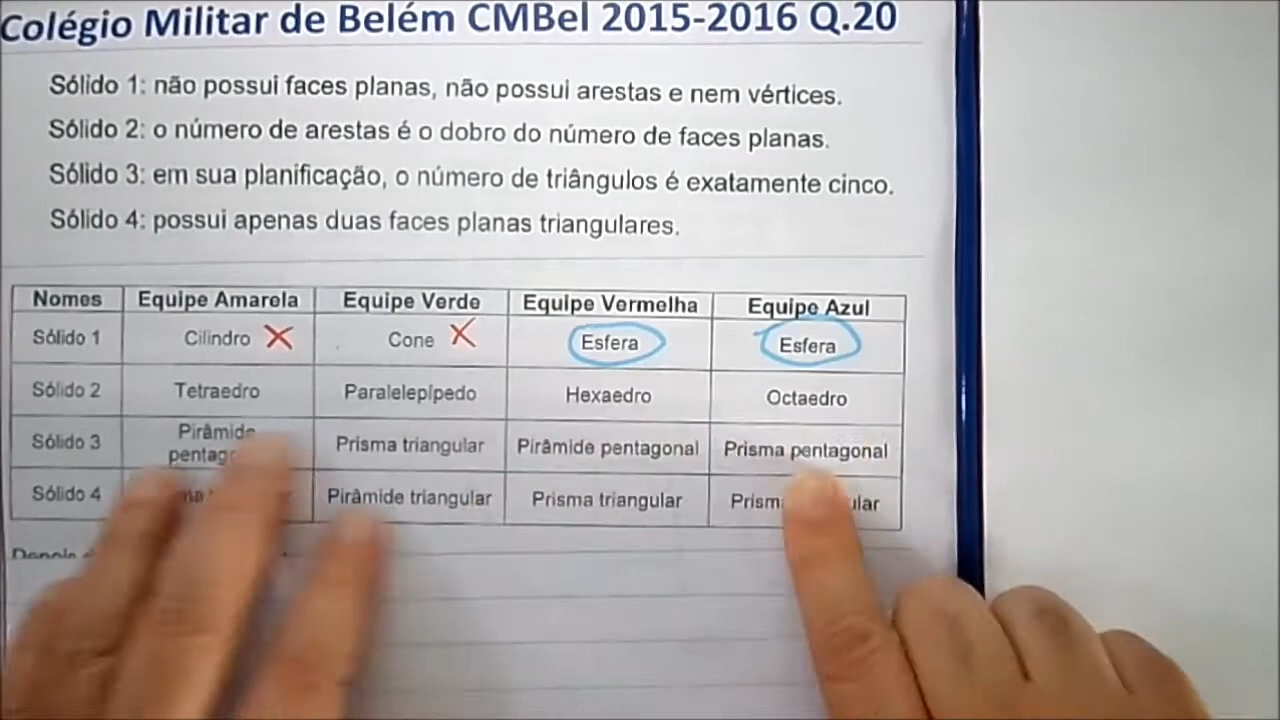 Colégio Militar de Belém CMBel 2015-2016 Q.20
Sólido 1: não possui faces planas, não possui arestas e nem vértices.
Sólido 2: o número de arestas é o dobro do número de faces planas.
Sólido 3: em sua planificação, o número de triângulos é exatamente cinco.
Sólido 4: possui apenas duas faces planas triangulares.
Nomes Equipe Amarela Equipe Verde Equipe Vermelha Equipe Azul
Sólido 1 Cilindro Cone Esfera Esfera
Sólido 2 Tetraedro Paralelepípedo Hexaedro Octaedro
Sólido 3 Pirâmide Prisma triangular Pirâmide pentagonal Prisma pentagonal
Sólido 4 Pirâmide triangular Prisma triangular